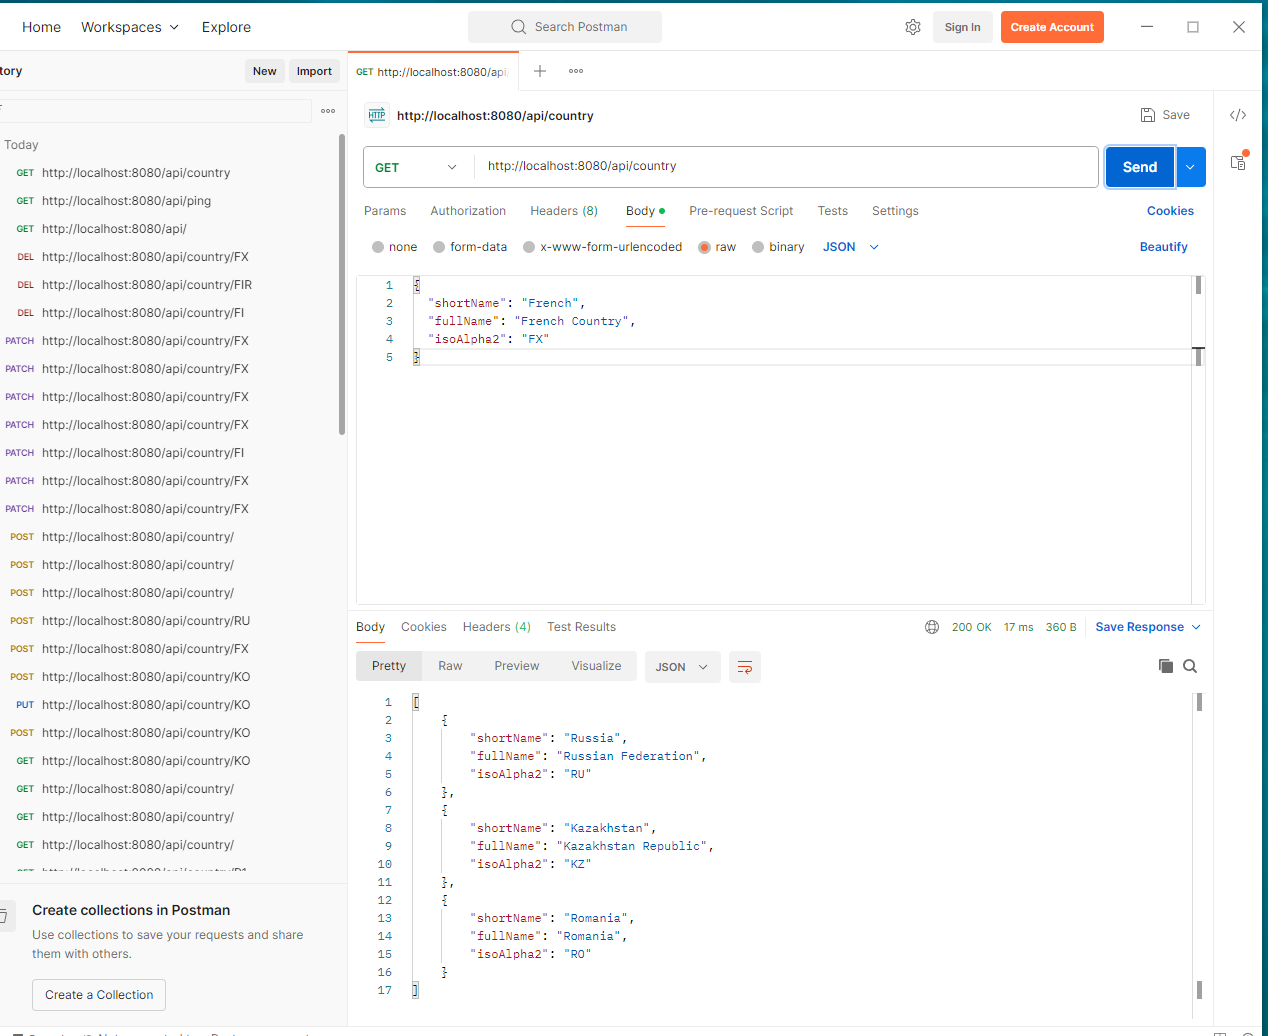 Home Workspaces Explore Search Postman Sign In Create Account
tory New Import
GET http://localhost:8080/api/
HTTP http://localhost:8080/api/country Save
GET http://localhost:8080/api/country Send
Params Authorization Headers (8) Body Pre-request Script Tests Settings Cookies
none form-data x-www-form-urlencoded raw binary JSON Beautify
1 {
2 "shortName": "French",
3 "fullName": "French Country",
4 "isoAlpha2": "FX"
5 }
Today
GET http://localhost:8080/api/country
GET http://localhost:8080/api/ping
GET http://localhost:8080/api/
DEL http://localhost:8080/api/country/FX
DEL http://localhost:8080/api/country/FIR
DEL http://localhost:8080/api/country/FI
PATCH http://localhost:8080/api/country/FX
PATCH http://localhost:8080/api/country/FX
PATCH http://localhost:8080/api/country/FX
PATCH http://localhost:8080/api/country/FX
PATCH http://localhost:8080/api/country/FI
PATCH http://localhost:8080/api/country/FX
PATCH http://localhost:8080/api/country/FX
POST http://localhost:8080/api/country/
POST http://localhost:8080/api/country/
POST http://localhost:8080/api/country/
POST http://localhost:8080/api/country/RU
POST http://localhost:8080/api/country/FX
POST http://localhost:8080/api/country/KO
PUT http://localhost:8080/api/country/KO
POST http://localhost:8080/api/country/KO
GET http://localhost:8080/api/country/KO
GET http://localhost:8080/api/country/
GET http://localhost:8080/api/country/
GET http://localhost:8080/api/country/
Create collections in Postman
Use collections to save your requests and share
them with others.
Create a Collection
Body Cookies Headers (4) Test Results 200 OK 17 ms 360 B Save Response
Pretty Raw Preview Visualize JSON
1 [
2 {
3 "shortName": "Russia",
4 "fullName": "Russian Federation",
5 "isoAlpha2": "RU"
6 },
7 {
8 "shortName": "Kazakhstan",
9 "fullName": "Kazakhstan Republic",
10 "isoAlpha2": "KZ"
11 },
12 {
13 "shortName": "Romania",
14 "fullName": "Romania",
15 "isoAlpha2": "RO"
16 }
17 ]